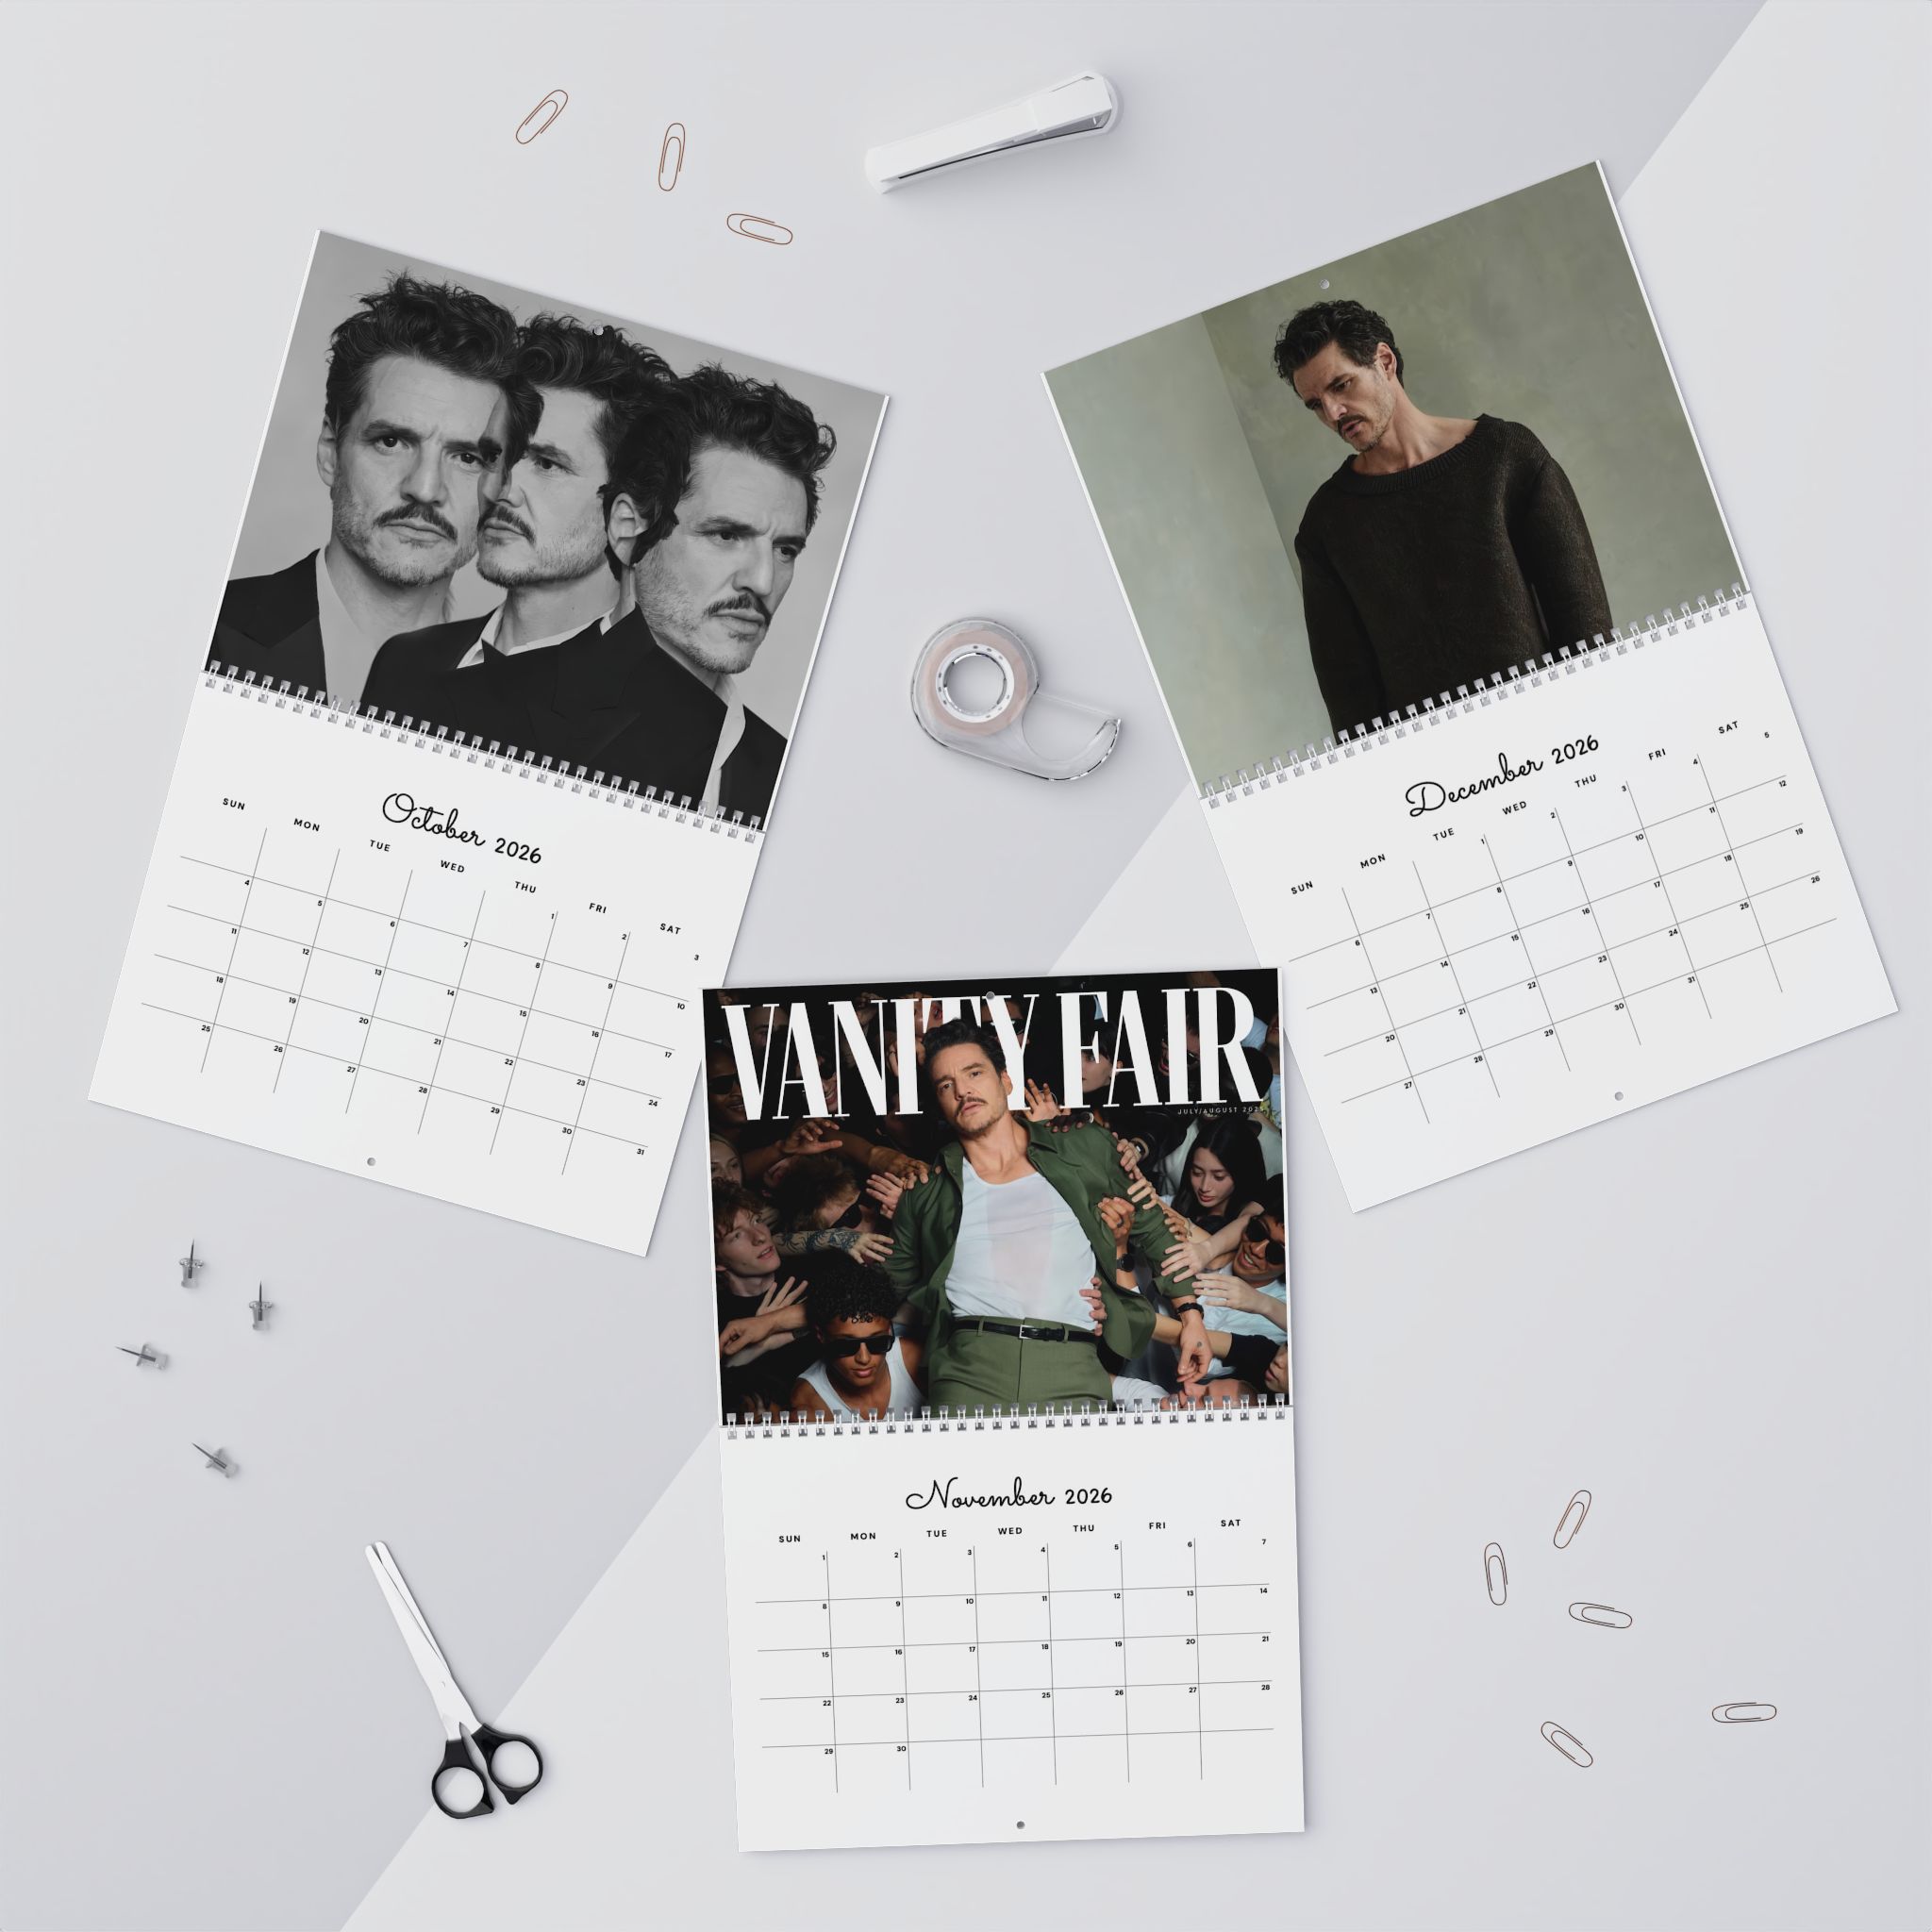 October 2026
SUN MON TUE WED THU FRI SAT
1 2 3
4 5 6 7 8 9 10
11 12 13 14 15 16 17
18 19 20 21 22 23 24
25 26 27 28 29 30 31
December 2026
SUN MON TUE WED THU FRI SAT
1 2 3 4 5
6 7 8 9 10 11 12
13 14 15 16 17 18 19
20 21 22 23 24 25 26
27 28 29 30 31
VANITY FAIR
JULY/AUGUST 2025
November 2026
SUN MON TUE WED THU FRI SAT
1 2 3 4 5 6 7
8 9 10 11 12 13 14
15 16 17 18 19 20 21
22 23 24 25 26 27 28
29 30